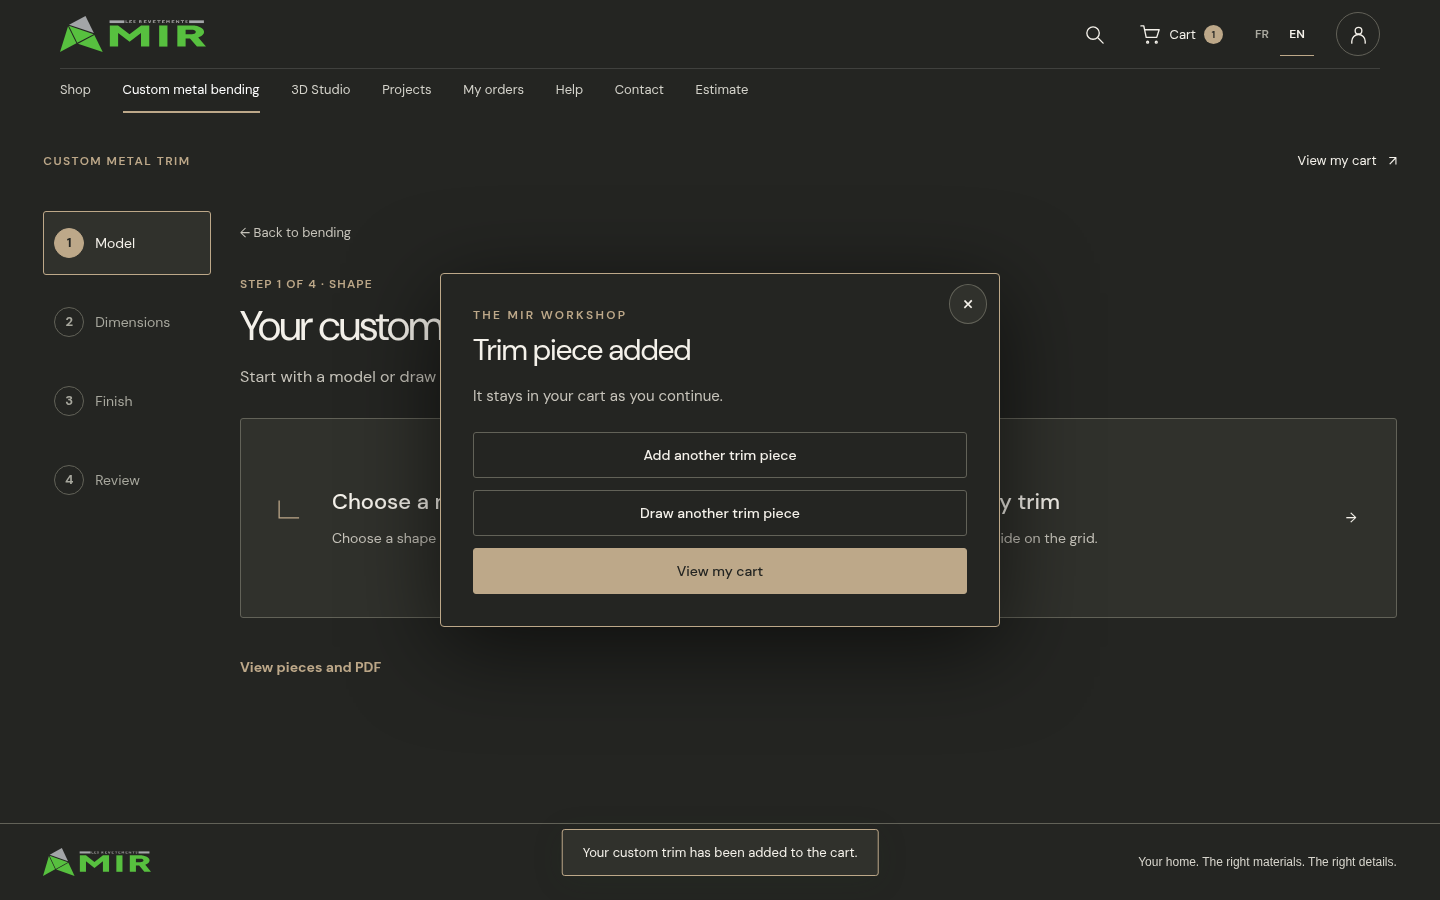 LES REVÊTEMENTS
MIR
Cart 1
FR
EN
Shop
Custom metal bending
3D Studio
Projects
My orders
Help
Contact
Estimate
CUSTOM METAL TRIM
View my cart
1 Model
2 Dimensions
3 Finish
4 Review
← Back to bending
STEP 1 OF 4 · SHAPE
Your custom
Start with a model or draw
Choose a
Choose a shape
y trim
ide on the grid.
→
THE MIR WORKSHOP
Trim piece added
It stays in your cart as you continue.
Add another trim piece
Draw another trim piece
View my cart
View pieces and PDF
LES REVÊTEMENTS
MIR
Your custom trim has been added to the cart.
Your home. The right materials. The right details.